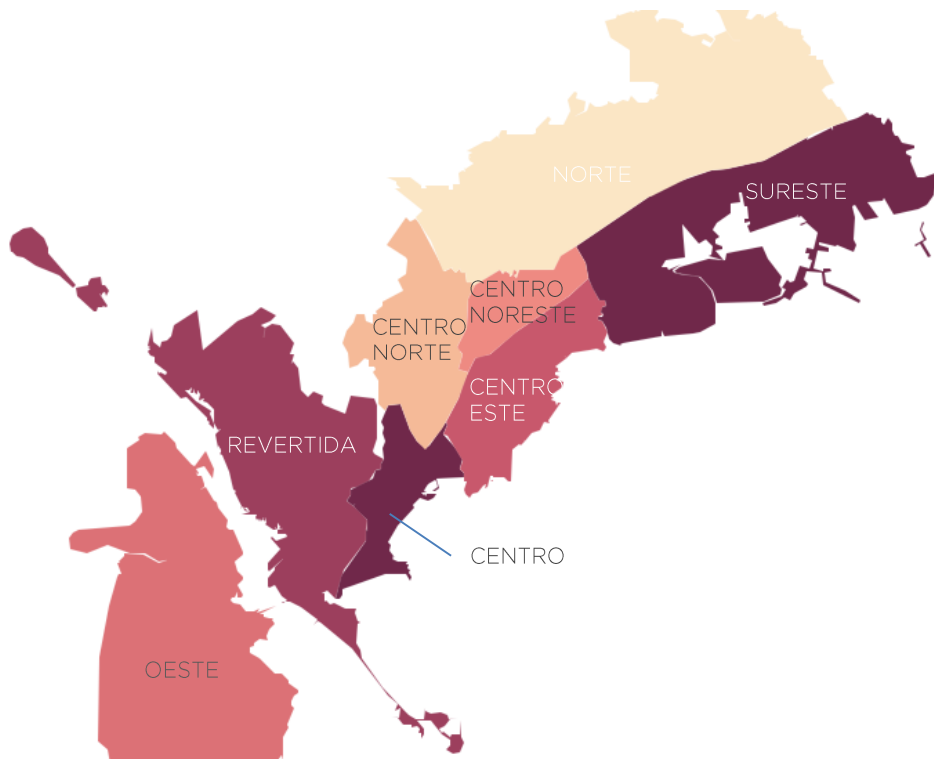 NORTE
SURESTE
CENTRO
NORESTE
CENTRO
NORTE
CENTRO
ESTE
REVERTIDA
CENTRO
OESTE